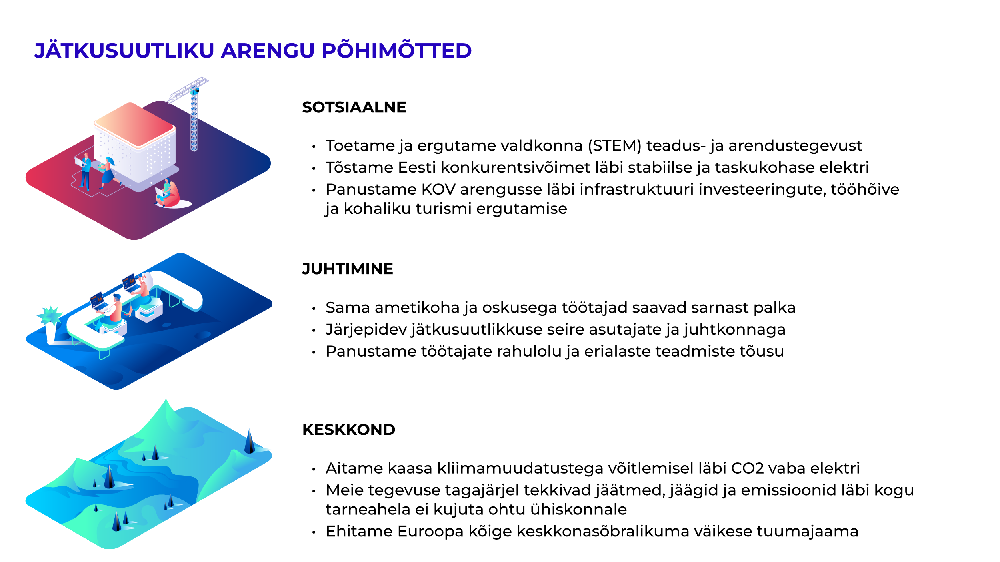 JÄTKUSUUTLIKU ARENGU PÕHIMÕTTED
SOTSIAALNE
• Toetame ja ergutame valdkonna (STEM) teadus- ja arendustegevust
• Tõstame Eesti konkurentsivõimet läbi stabiilse ja taskukohase elektri
• Panustame KOV arengusse läbi infrastruktuuri investeeringute, tööhõive
ja kohaliku turismi ergutamise
JUHTIMINE
• Sama ametikoha ja oskusega töötajad saavad sarnast palka
• Järjepidev jätkusuutlikkuse seire asutajate ja juhtkonnaga
• Panustame töötajate rahulolu ja erialaste teadmiste tõusu
KESKKOND
• Aitame kaasa kliimamuudatustega võitlemisel läbi CO2 vaba elektri
• Meie tegevuse tagajärjel tekkivad jäätmed, jäägid ja emissioonid läbi kogu
tarneahela ei kujuta ohtu ühiskonnale
• Ehitame Euroopa kõige keskkonasõbralikuma väikese tuumajaama